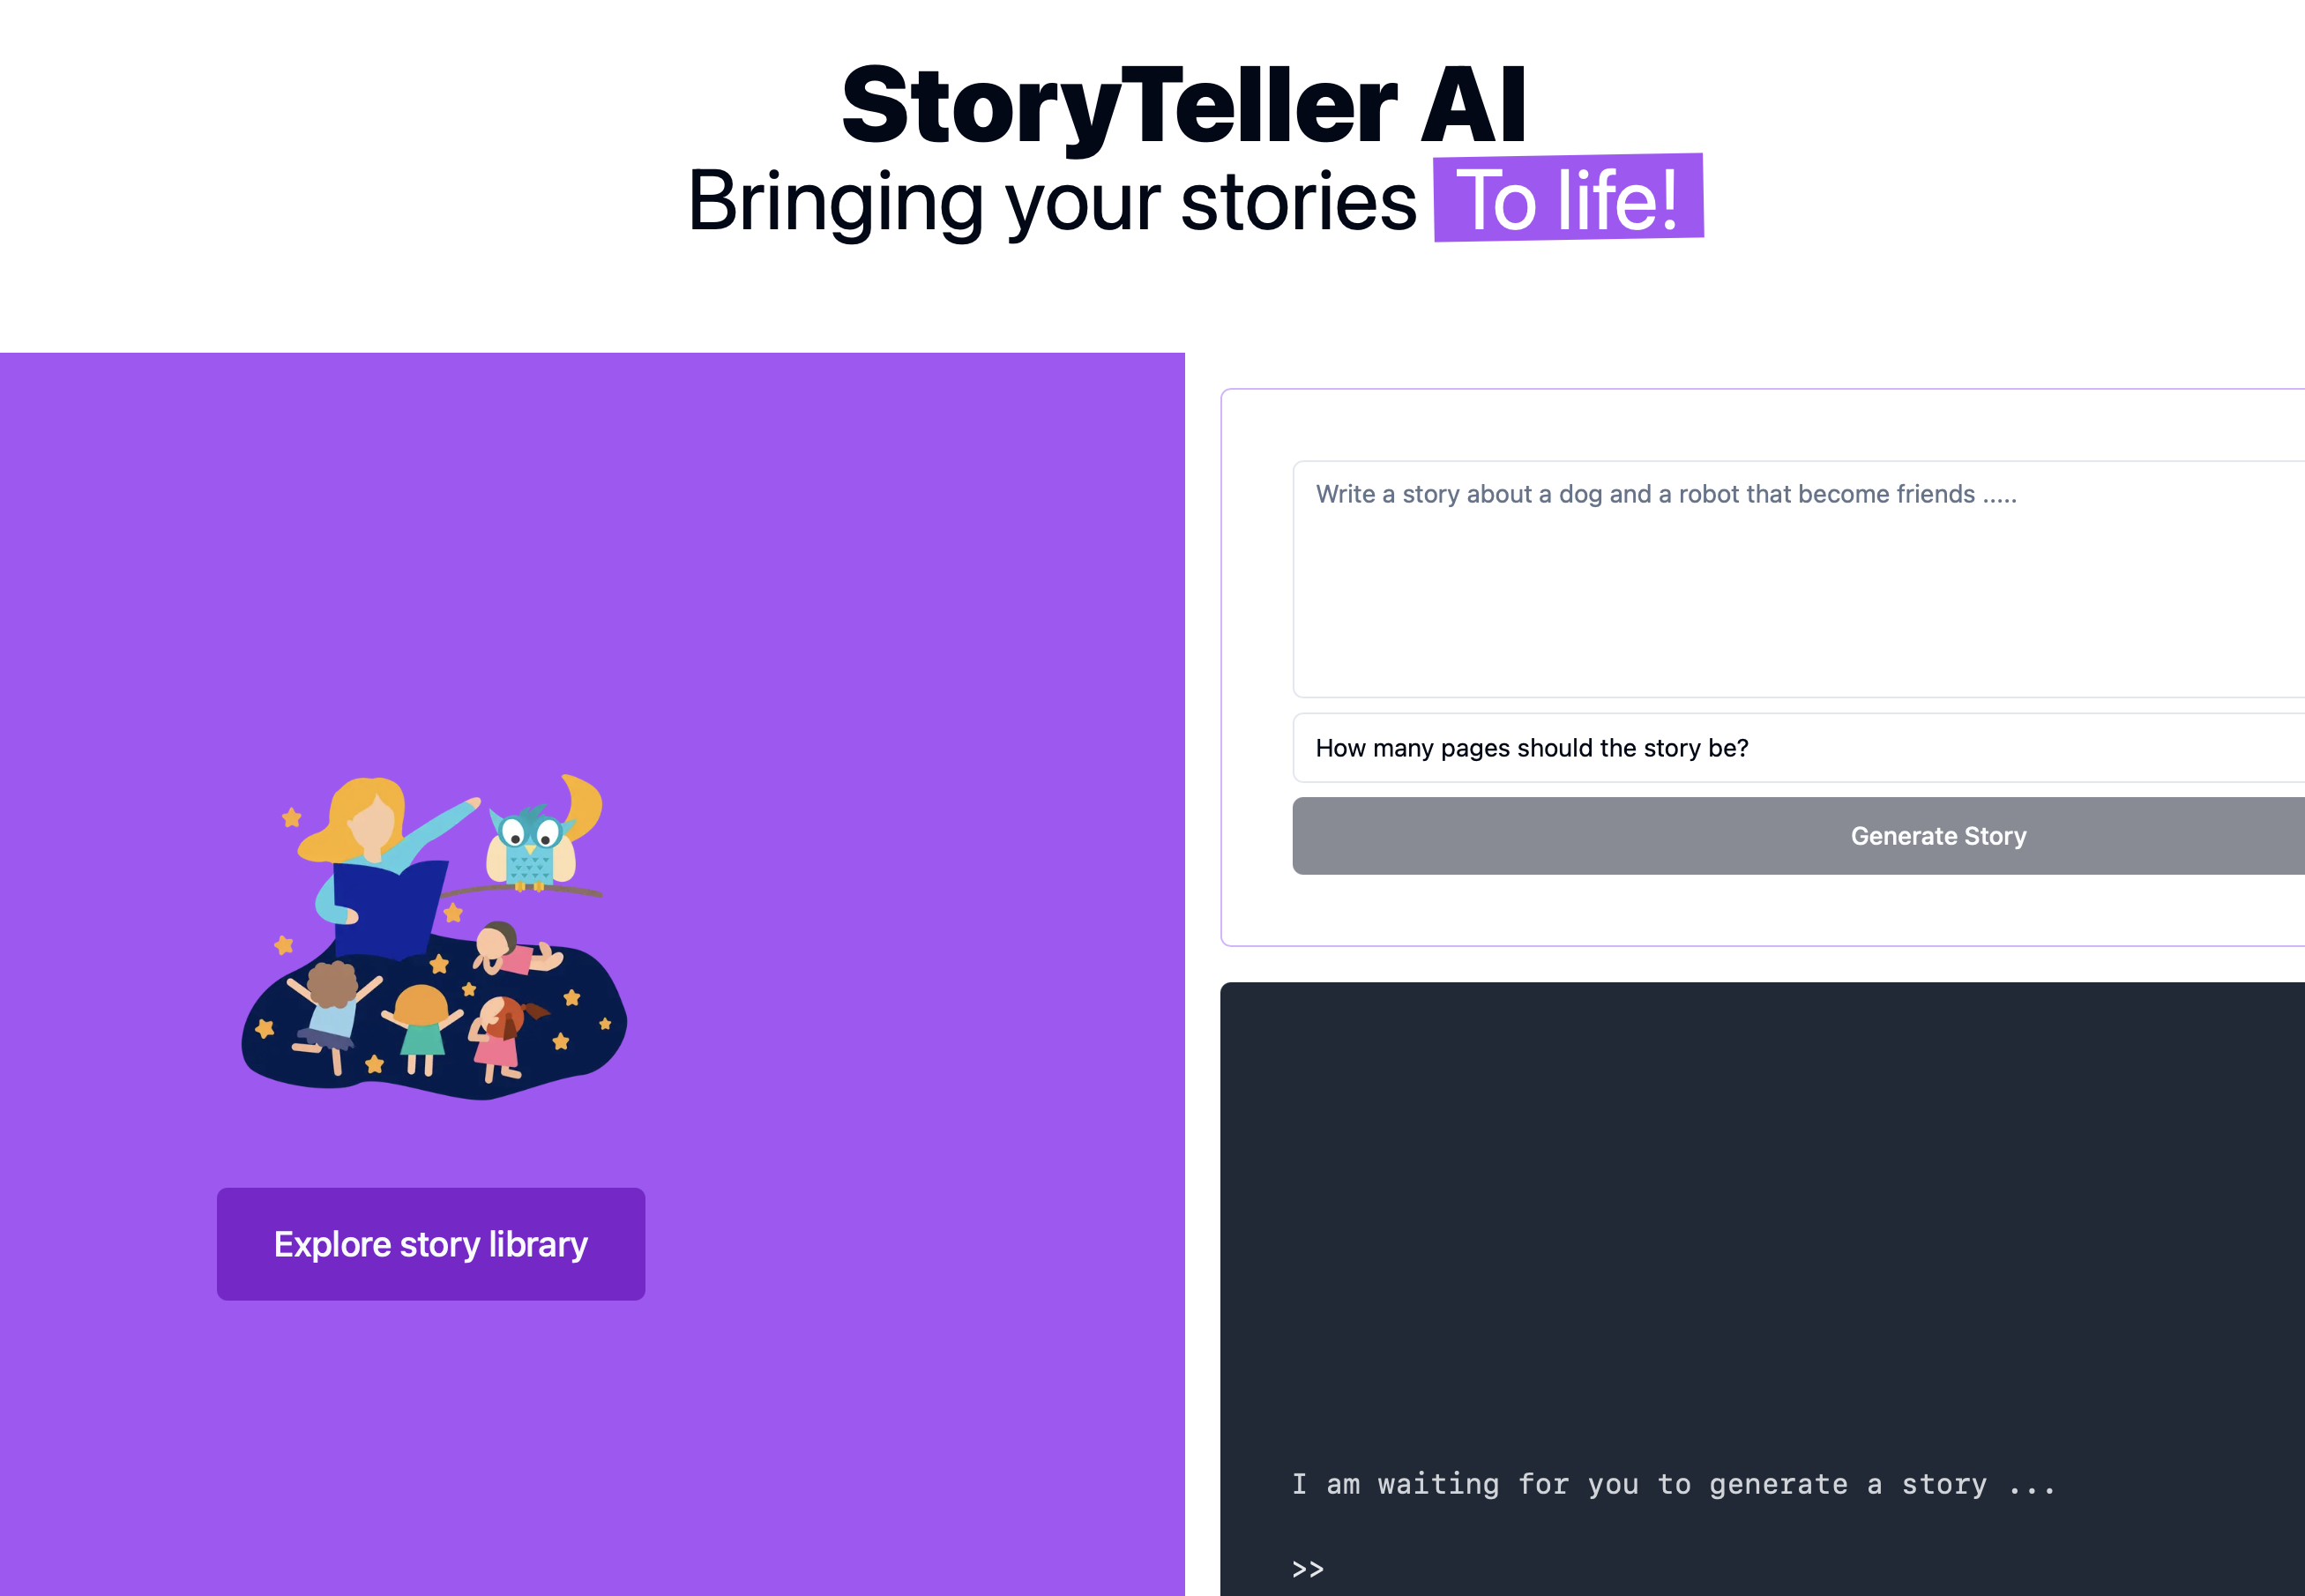 StoryTeller AI
Bringing your stories To life!
Write a story about a dog and a robot that become friends .....
How many pages should the story be?
Generate Story
Explore story library
I am waiting for you to generate a story ...
>>